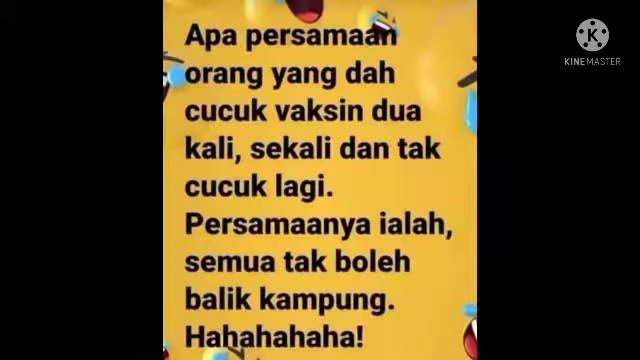 Apa persamaan
orang yang dah
cucuk vaksin dua
kali, sekali dan tak
cucuk lagi.
Persamaanya ialah,
semua tak boleh
balik kampung.
Hahahahaha!
KINEMASTER